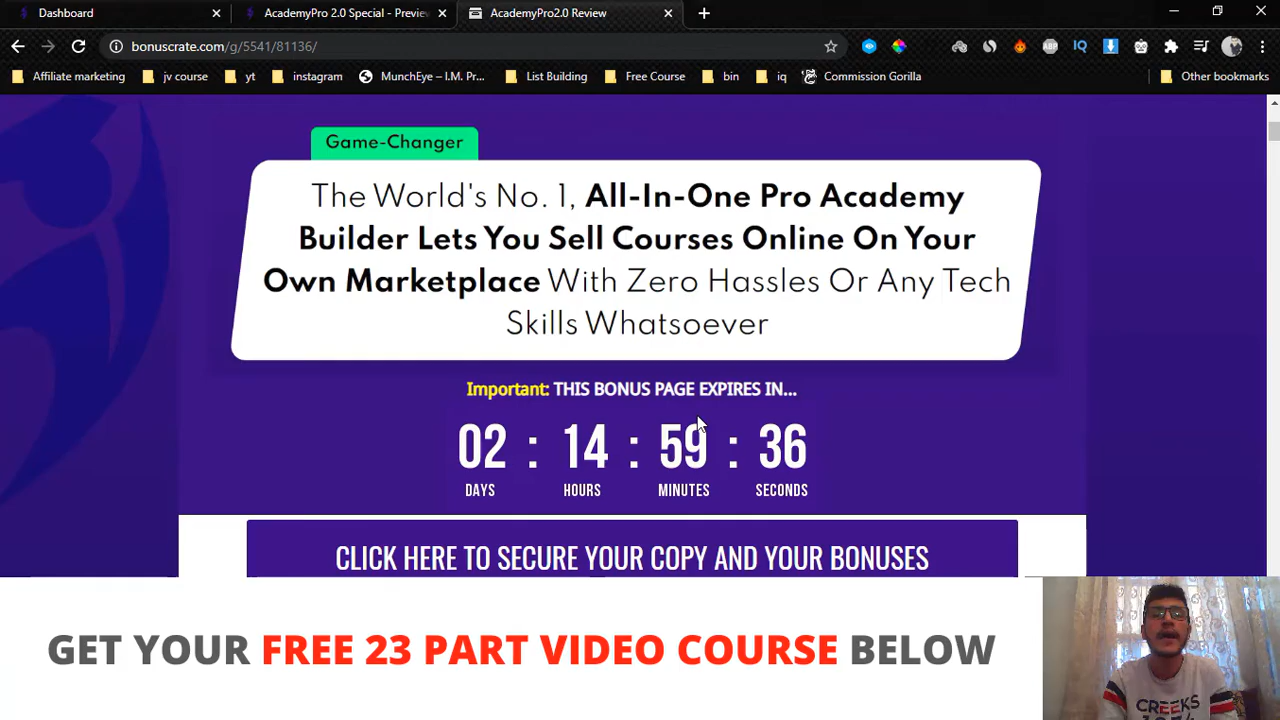 Dashboard
AcademyPro 2.0 Special - Preview
AcademyPro2.0 Review
bonuscrate.com/g/5541/81136/
Affiliate marketing
jv course
yt
instagram
MunchEye – I.M. Pr...
List Building
Free Course
bin
iq
Commission Gorilla
Other bookmarks
Game-Changer
The World's No. 1, All-In-One Pro Academy
Builder Lets You Sell Courses Online On Your
Own Marketplace With Zero Hassles Or Any Tech
Skills Whatsoever
Important: THIS BONUS PAGE EXPIRES IN...
02 : 14 : 59 : 36
DAYS HOURS MINUTES SECONDS
CLICK HERE TO SECURE YOUR COPY AND YOUR BONUSES
GET YOUR FREE 23 PART VIDEO COURSE BELOW
CREEKS